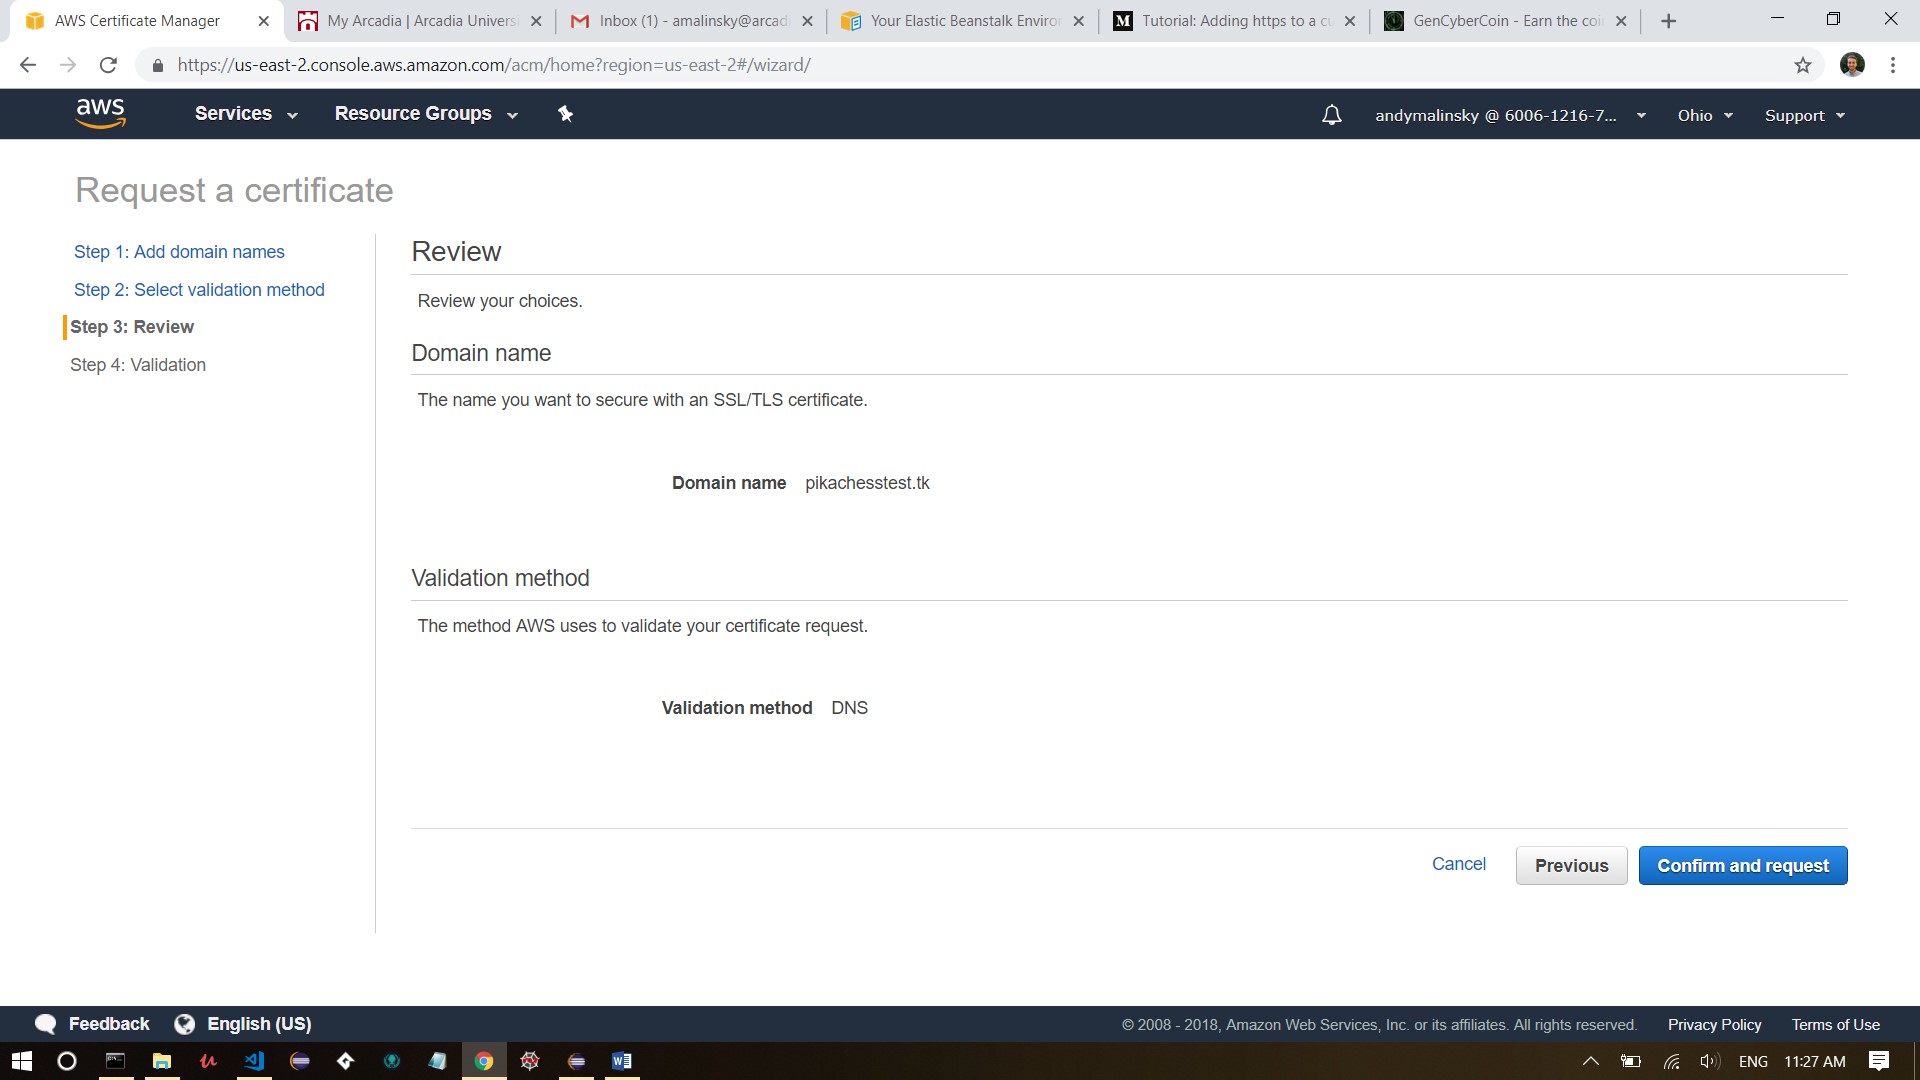 AWS Certificate Manager
My Arcadia | Arcadia Univers
Inbox (1) - amalinsky@arcadi
Your Elastic Beanstalk Enviror
Tutorial: Adding https to a cu
GenCyberCoin - Earn the coi
https://us-east-2.console.aws.amazon.com/acm/home?region=us-east-2#/wizard/
aws
Services
Resource Groups
andymalinsky @ 6006-1216-7...
Ohio
Support
Request a certificate
Step 1: Add domain names
Step 2: Select validation method
Step 3: Review
Step 4: Validation
Review
Review your choices.
Domain name
The name you want to secure with an SSL/TLS certificate.
Domain name pikachesstest.tk
Validation method
The method AWS uses to validate your certificate request.
Validation method DNS
Cancel
Previous
Confirm and request
Feedback
English (US)
© 2008 - 2018, Amazon Web Services, Inc. or its affiliates. All rights reserved.
Privacy Policy
Terms of Use
ENG
11:27 AM